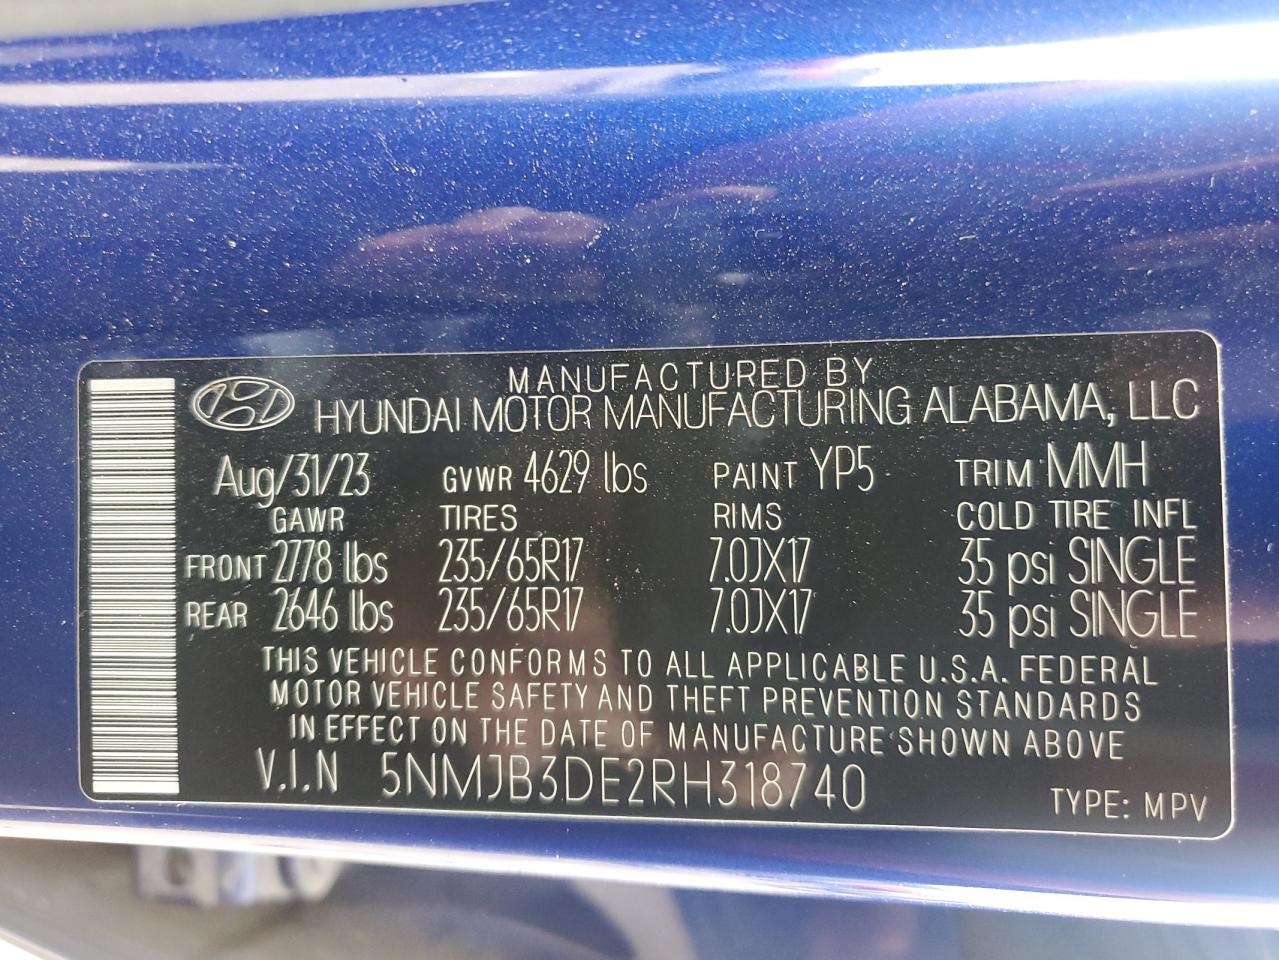 MANUFACTURED BY
HYUNDAI MOTOR MANUFACTURING ALABAMA, LLC
Aug/31/23 GVWR 4629 lbs PAINT YP5 TRIM MMH
GAWR TIRES RIMS COLD TIRE INFL
FRONT 2778 lbs 235/65R17 7.0JX17 35 psi SINGLE
REAR 2646 lbs 235/65R17 7.0JX17 35 psi SINGLE
THIS VEHICLE CONFORMS TO ALL APPLICABLE U.S.A. FEDERAL
MOTOR VEHICLE SAFETY AND THEFT PREVENTION STANDARDS
IN EFFECT ON THE DATE OF MANUFACTURE SHOWN ABOVE
V.I.N 5NMJB3DE2RH318740 TYPE: MPV